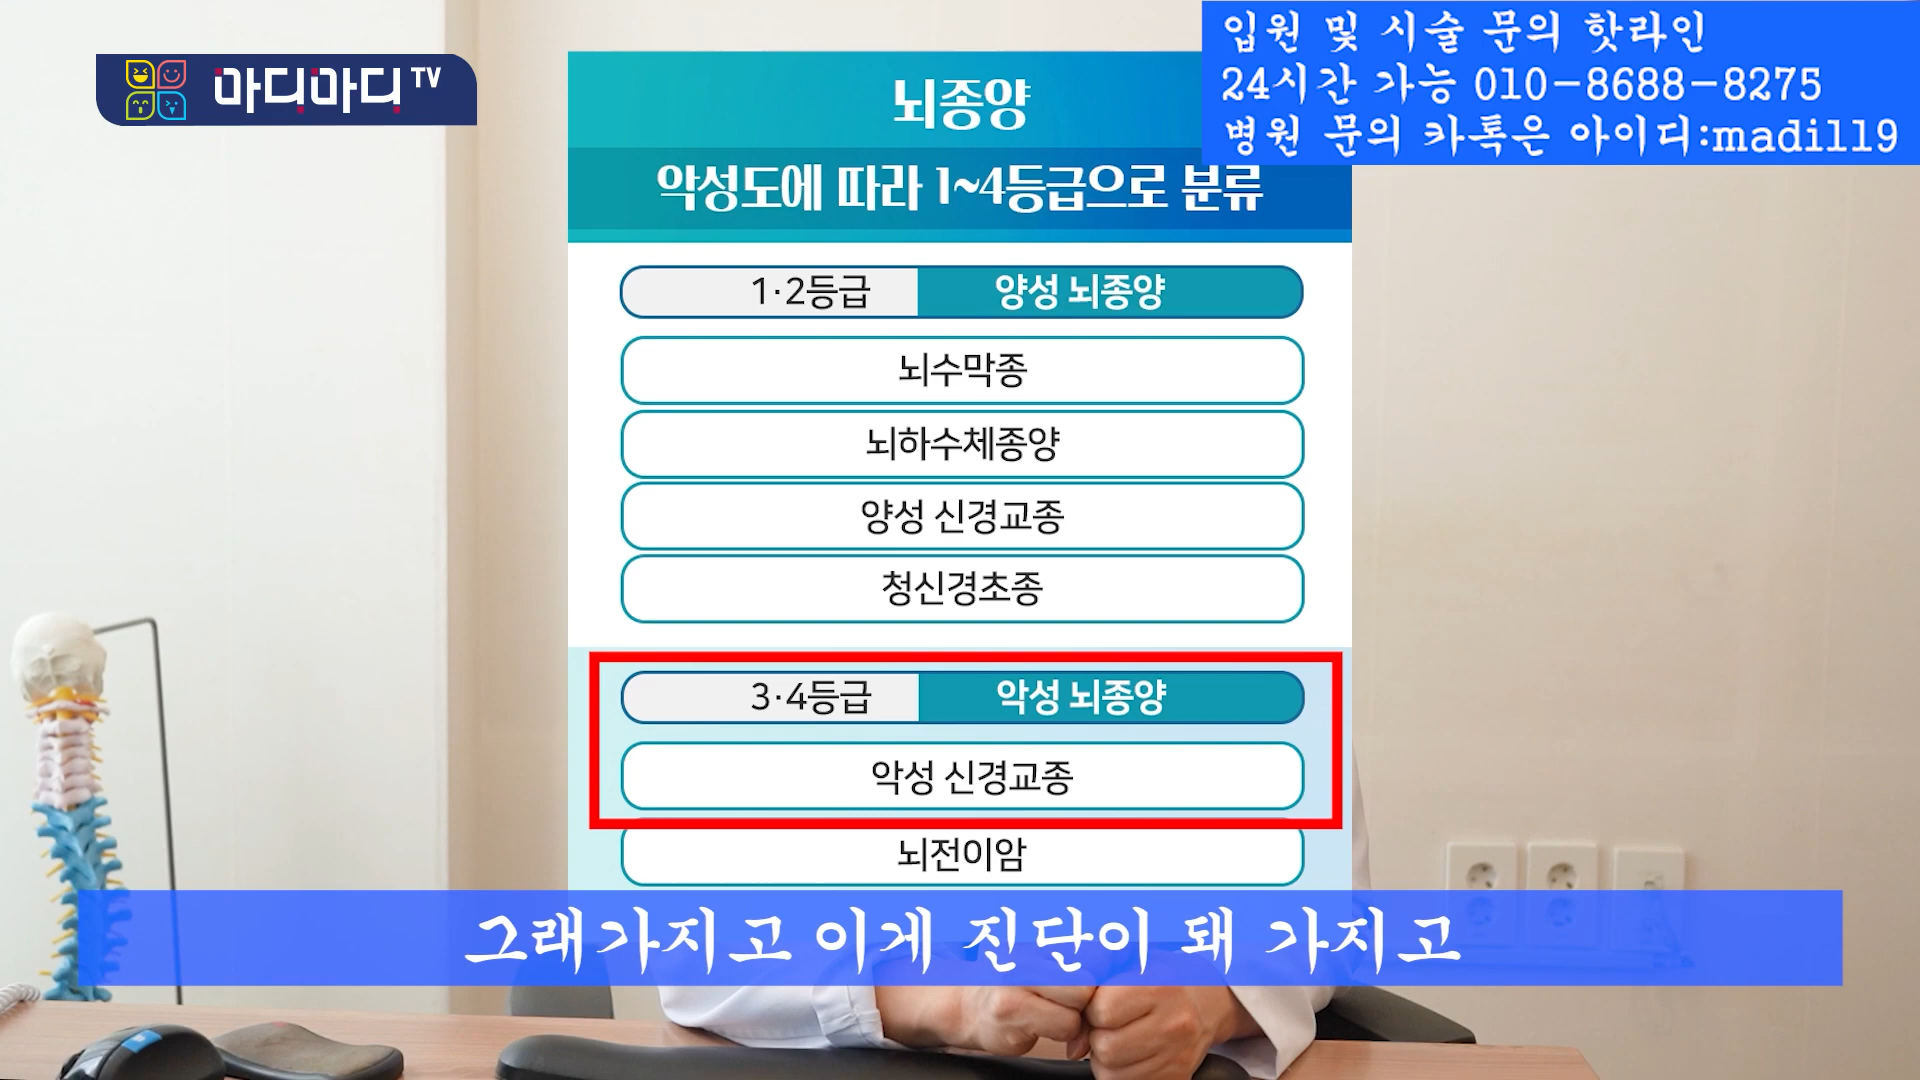 마디마디 TV
입원 및 시술 문의 핫라인
24시간 가능 010-8688-8275
병원 문의 카톡은 아이디:madi119
뇌종양
악성도에 따라 1~4등급으로 분류
1·2등급 양성 뇌종양
뇌수막종
뇌하수체종양
양성 신경교종
청신경초종
3·4등급 악성 뇌종양
악성 신경교종
뇌전이암
그래가지고 이게 진단이 돼 가지고